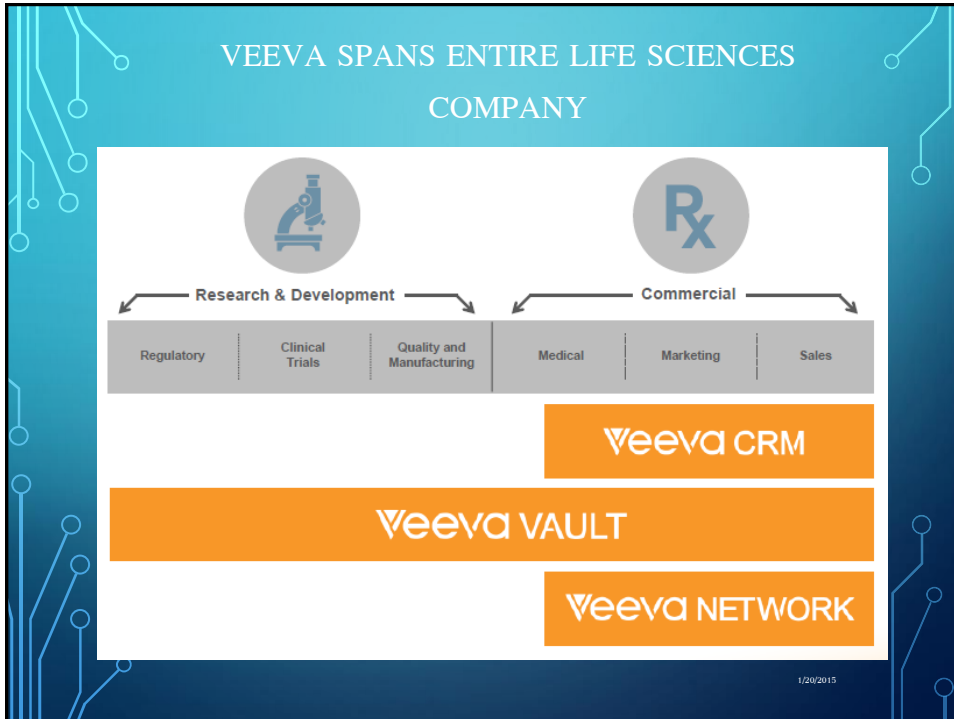 VEEVA SPANS ENTIRE LIFE SCIENCES
COMPANY
Rx
Research & Development
Commercial
Regulatory
Clinical
Trials
Quality and
Manufacturing
Medical
Marketing
Sales
Veeva CRM
Veeva VAULT
Veeva NETWORK
1/20/2015